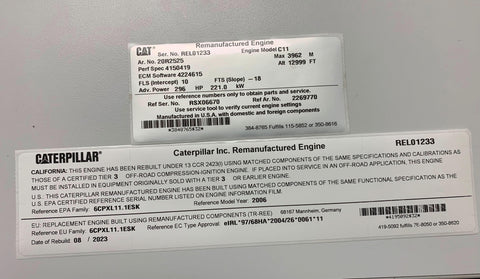 CAT Remanufactured Engine
Ser. No. REL01233 Engine Model C11
Ar. No. 20R2525 Max 3962 M
Perf Spec 4150419 Alt 12999 FT
ECM Software 4224615
FLS (Intercept) 10 FTS (Slope) -18
Adv. Power 296 HP 221.0 kW
Use reference numbers only to obtain parts and service.
Ref Ser. No. RSX06670 Ref Ar. No. 2269770
Use service tool to verify current engine settings
Manufactured in U.S.A. with domestic and foreign components
384-8765 Fulfills 115-5852 or 350-8616
CATERPILLAR Caterpillar Inc. Remanufactured Engine REL01233
CALIFORNIA: THIS ENGINE HAS BEEN REBUILT UNDER 13 CCR 2423(l) USING MATCHED COMPONENTS OF THE SAME SPECIFICATIONS AND CALIBRATIONS AS
THOSE OF A CERTIFIED TIER 3 OFF-ROAD COMPRESSION-IGNITION ENGINE. IF PLACED INTO SERVICE IN AN OFF-ROAD APPLICATION, THIS ENGINE
MUST BE INSTALLED IN EQUIPMENT ORIGINALLY SOLD WITH A TIER 3 OR EARLIER ENGINE.
U.S.: THIS CATERPILLAR REMANUFACTURED ENGINE HAS BEEN REBUILT USING MATCHED COMPONENTS OF THE SAME FUNCTIONAL SPECIFICATION AS THE
U.S EPA CERTIFIED REFERENCE SERIAL NUMBER LISTED ON ENGINE INFORMATION FILM.
Reference EPA Family: 6CPXL11.1ESK Reference Model Year: 2006
EU: REPLACEMENT ENGINE BUILT USING REMANUFACTURED COMPONENTS (TR-REE) 68167 Mannheim, Germany
Reference EU Family: 6CPXL11.1ESK Reference EC Type Approval: eIRL*97/68HA*2004/26*0061*11
Date of Rebuild: 08 / 2023 419-5092 fulfills 7E-8050 / 350-8620